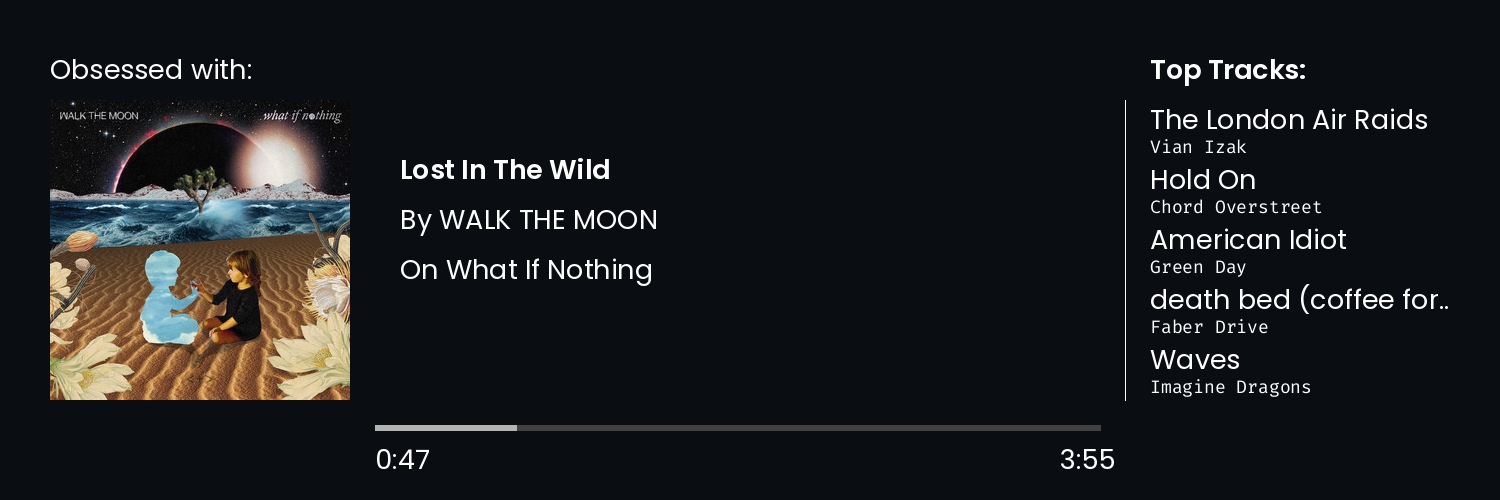 Obsessed with:
WALK THE MOON
what if nothing
Lost In The Wild
By WALK THE MOON
On What If Nothing
0:47
3:55
Top Tracks:
The London Air Raids
Vian Izak
Hold On
Chord Overstreet
American Idiot
Green Day
death bed (coffee for..
Faber Drive
Waves
Imagine Dragons